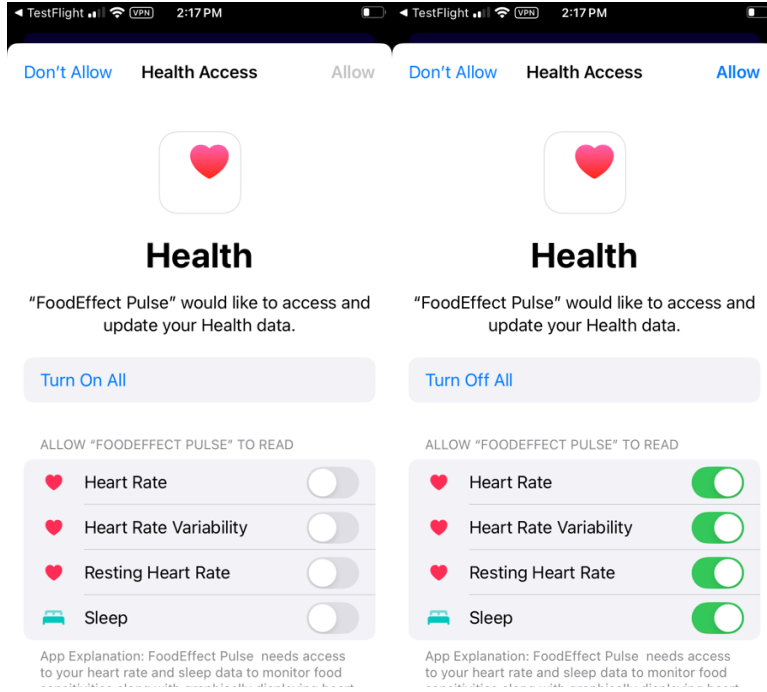 TestFlight VPN 2:17 PM
Don't Allow Health Access Allow
Health
“FoodEffect Pulse” would like to access and
update your Health data.
Turn On All
ALLOW “FOODEFFECT PULSE” TO READ
Heart Rate
Heart Rate Variability
Resting Heart Rate
Sleep
App Explanation: FoodEffect Pulse needs access
to your heart rate and sleep data to monitor food
TestFlight VPN 2:17 PM
Don't Allow Health Access Allow
Health
“FoodEffect Pulse” would like to access and
update your Health data.
Turn Off All
ALLOW “FOODEFFECT PULSE” TO READ
Heart Rate
Heart Rate Variability
Resting Heart Rate
Sleep
App Explanation: FoodEffect Pulse needs access
to your heart rate and sleep data to monitor food